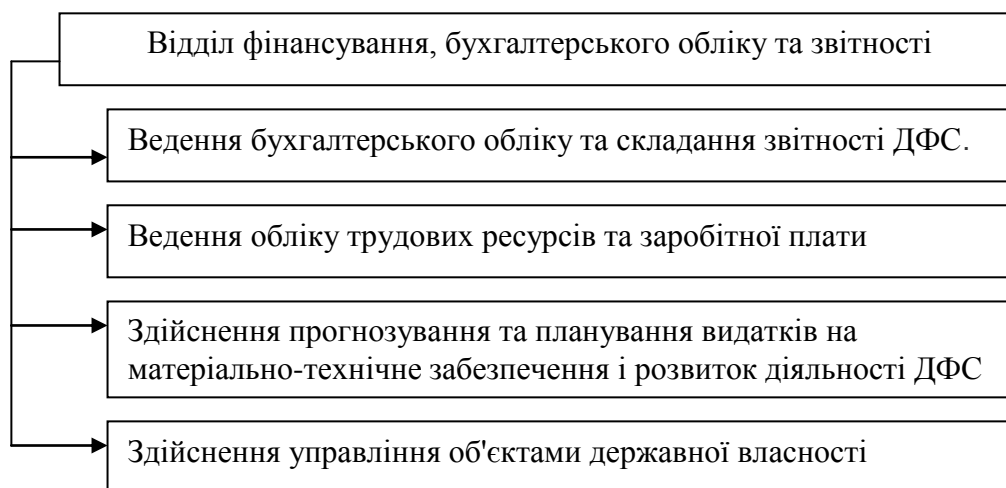 Відділ фінансування, бухгалтерського обліку та звітності
Ведення бухгалтерського обліку та складання звітності ДФС.
Ведення обліку трудових ресурсів та заробітної плати
Здійснення прогнозування та планування видатків на
матеріально-технічне забезпечення і розвиток діяльності ДФС
Здійснення управління об'єктами державної власності